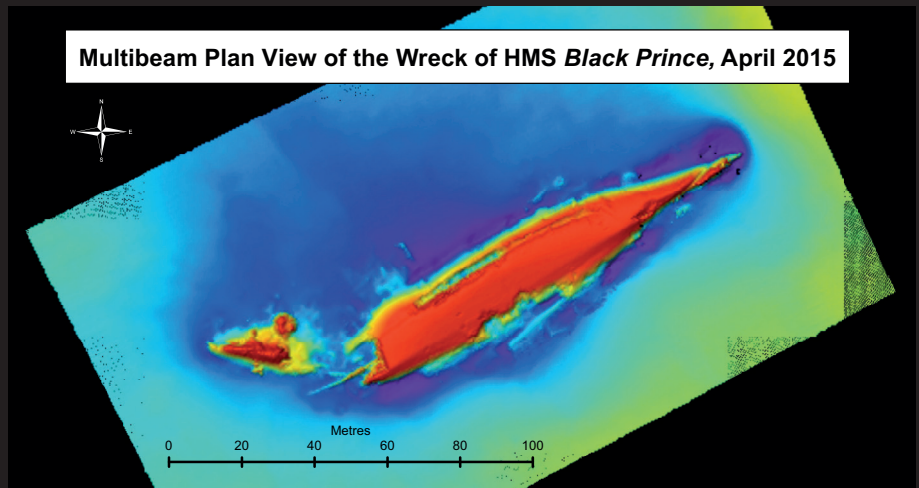 Multibeam Plan View of the Wreck of HMS Black Prince, April 2015
N
W E
S
Metres
0 20 40 60 80 100